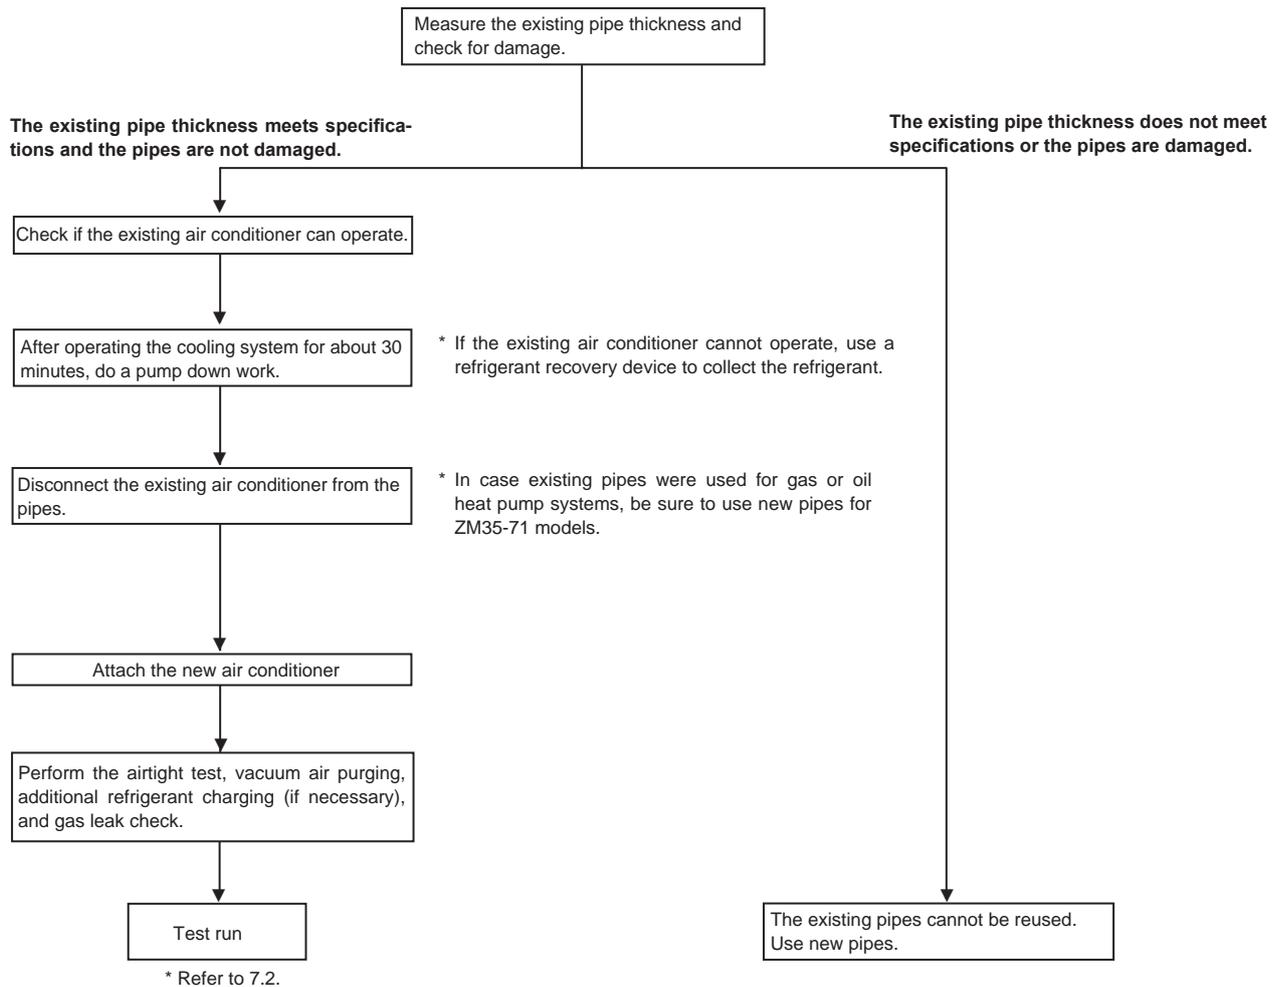 Measure the existing pipe thickness and
check for damage.
The existing pipe thickness meets specifica-
tions and the pipes are not damaged.
The existing pipe thickness does not meet
specifications or the pipes are damaged.
Check if the existing air conditioner can operate.
After operating the cooling system for about 30
minutes, do a pump down work.
* If the existing air conditioner cannot operate, use a
refrigerant recovery device to collect the refrigerant.
Disconnect the existing air conditioner from the
pipes.
* In case existing pipes were used for gas or oil
heat pump systems, be sure to use new pipes for
ZM35-71 models.
Attach the new air conditioner
Perform the airtight test, vacuum air purging,
additional refrigerant charging (if necessary),
and gas leak check.
Test run
* Refer to 7.2.
The existing pipes cannot be reused.
Use new pipes.